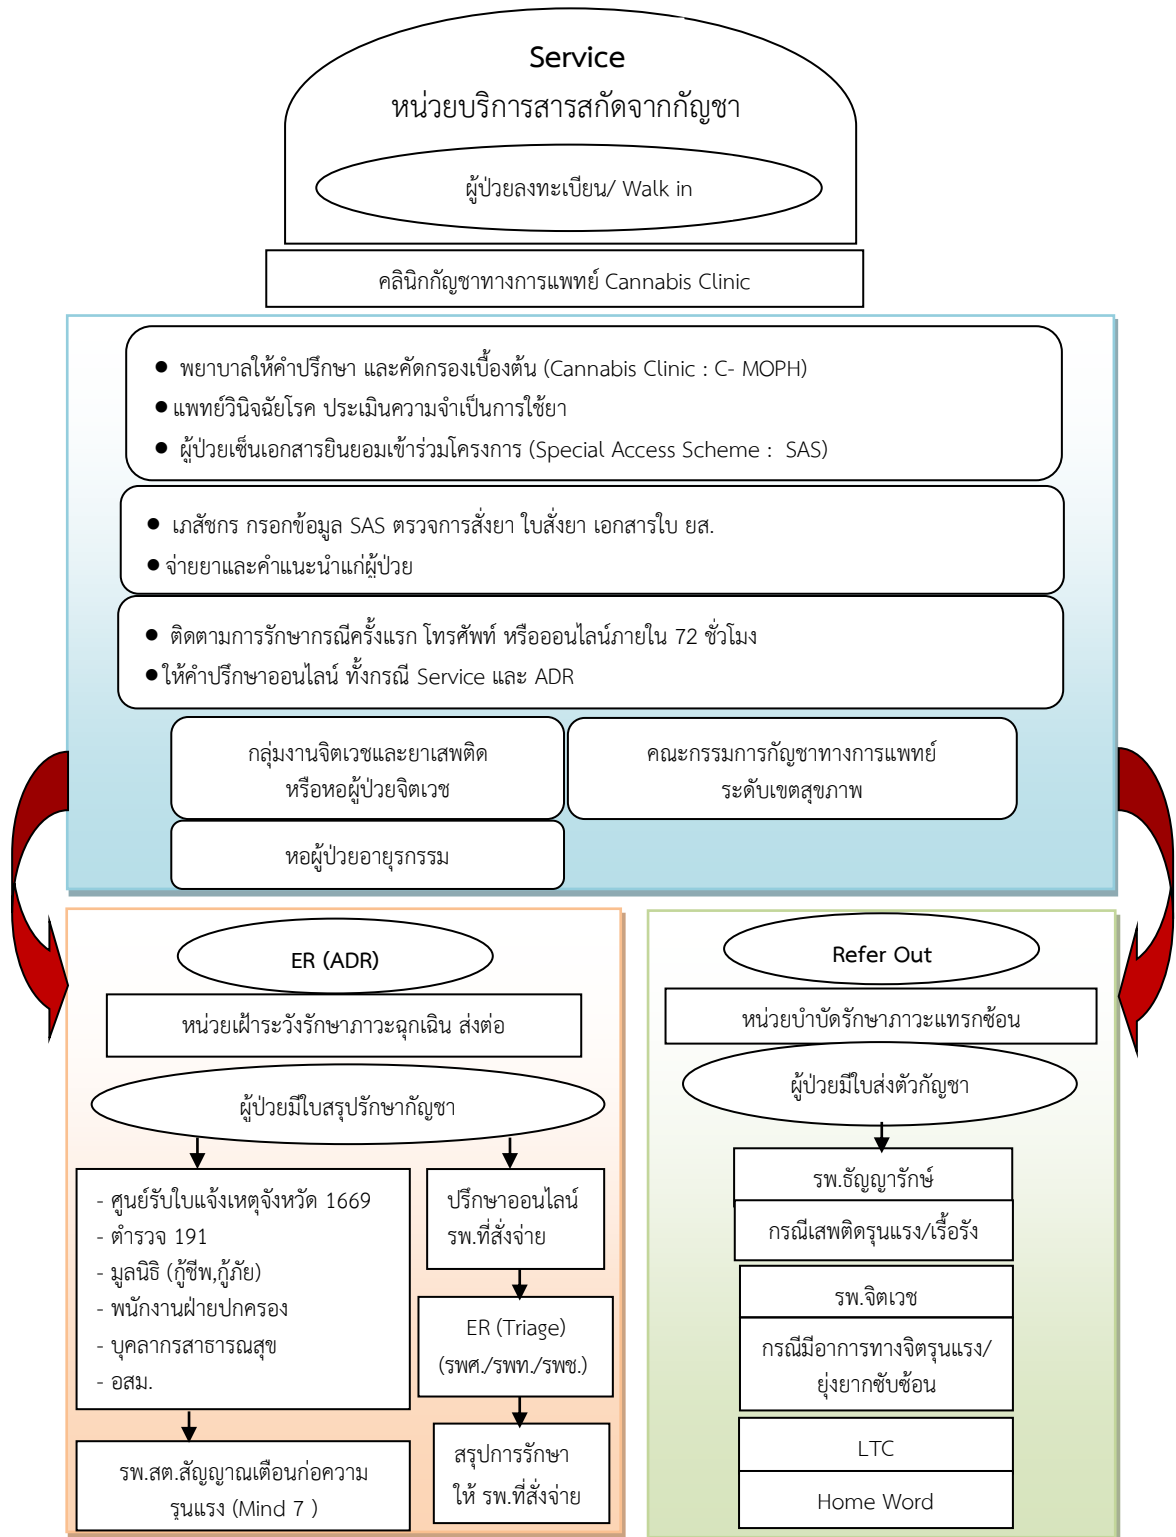 Service
หน่วยบริการสารสกัดจากกัญชา
ผู้ป่วยลงทะเบียน/ Walk in
คลินิกกัญชาทางการแพทย์ Cannabis Clinic
● พยาบาลให้คำปรึกษา และคัดกรองเบื้องต้น (Cannabis Clinic : C- MOPH)
● แพทย์วินิจฉัยโรค ประเมินความจำเป็นการใช้ยา
● ผู้ป่วยเซ็นเอกสารยินยอมเข้าร่วมโครงการ (Special Access Scheme : SAS)
● เภสัชกร กรอกข้อมูล SAS ตรวจการสั่งยา ใบสั่งยา เอกสารใบ ยส.
● จ่ายยาและคำแนะนำแก่ผู้ป่วย
● ติดตามการรักษากรณีครั้งแรก โทรศัพท์ หรือออนไลน์ภายใน 72 ชั่วโมง
● ให้คำปรึกษาออนไลน์ ทั้งกรณี Service และ ADR
กลุ่มงานจิตเวชและยาเสพติด
หรือหอผู้ป่วยจิตเวช
คณะกรรมการกัญชาทางการแพทย์
ระดับเขตสุขภาพ
หอผู้ป่วยอายุรกรรม
ER (ADR)
หน่วยเฝ้าระวังรักษาภาวะฉุกเฉิน ส่งต่อ
ผู้ป่วยมีใบสรุปรักษากัญชา
- ศูนย์รับใบแจ้งเหตุจังหวัด 1669
- ตำรวจ 191
- มูลนิธิ (กู้ชีพ,กู้ภัย)
- พนักงานฝ่ายปกครอง
- บุคลากรสาธารณสุข
- อสม.
รพ.สต.สัญญาณเตือนก่อความ
รุนแรง (Mind 7 )
ปรึกษาออนไลน์
รพ.ที่สั่งจ่าย
ER (Triage)
(รพศ./รพท./รพช.)
สรุปการรักษา
ให้ รพ.ที่สั่งจ่าย
Refer Out
หน่วยบำบัดรักษาภาวะแทรกซ้อน
ผู้ป่วยมีใบส่งตัวกัญชา
รพ.ธัญญารักษ์
กรณีเสพติดรุนแรง/เรื้อรัง
รพ.จิตเวช
กรณีมีอาการทางจิตรุนแรง/
ยุ่งยากซับซ้อน
LTC
Home Word